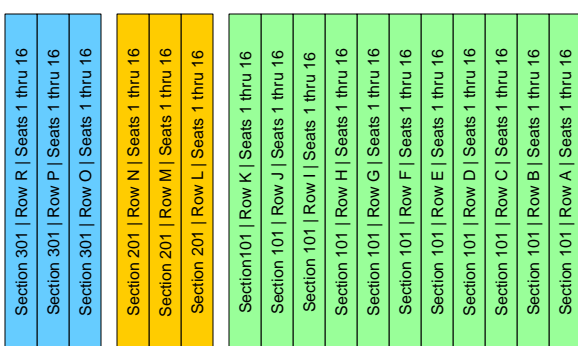 Section 301 | Row R | Seats 1 thru 16
Section 301 | Row P | Seats 1 thru 16
Section 301 | Row O | Seats 1 thru 16
Section 201 | Row N | Seats 1 thru 16
Section 201 | Row M | Seats 1 thru 16
Section 201 | Row L | Seats 1 thru 16
Section101 | Row K | Seats 1 thru 16
Section 101 | Row J | Seats 1 thru 16
Section 101 | Row I | Seats 1 thru 16
Section 101 | Row H | Seats 1 thru 16
Section 101 | Row G | Seats 1 thru 16
Section 101 | Row F | Seats 1 thru 16
Section 101 | Row E | Seats 1 thru 16
Section 101 | Row D | Seats 1 thru 16
Section 101 | Row C | Seats 1 thru 16
Section 101 | Row B | Seats 1 thru 16
Section 101 | Row A | Seats 1 thru 16